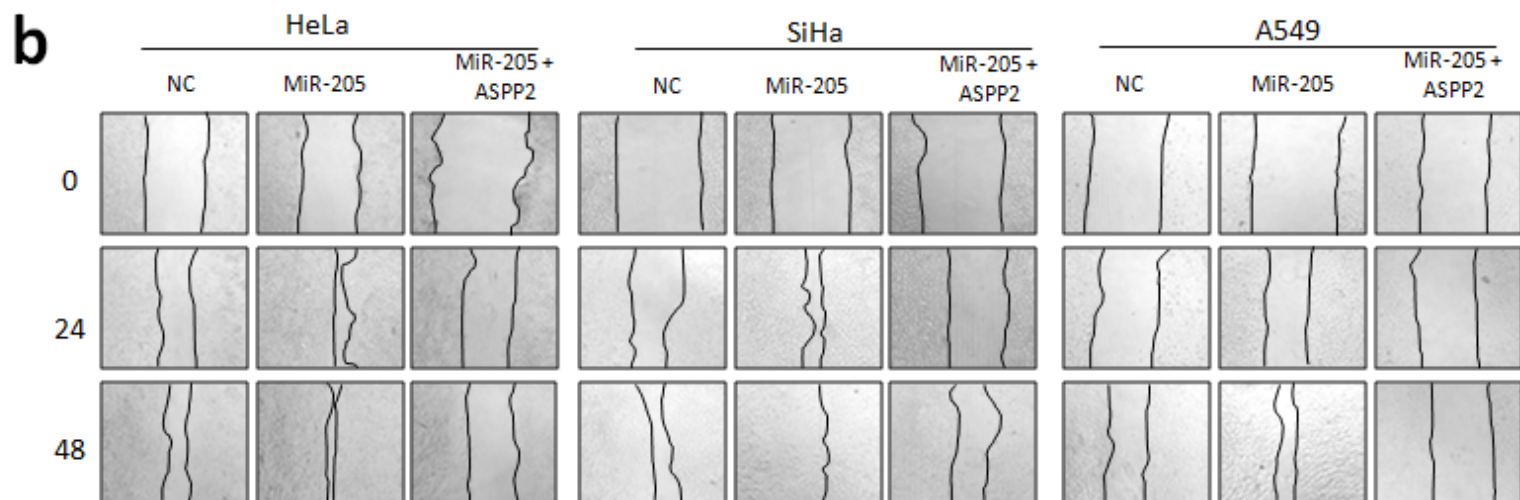 b
HeLa
SiHa
A549
NC
MiR-205
MiR-205 +
ASPP2
NC
MiR-205
MiR-205 +
ASPP2
NC
MiR-205
MiR-205 +
ASPP2
0
24
48